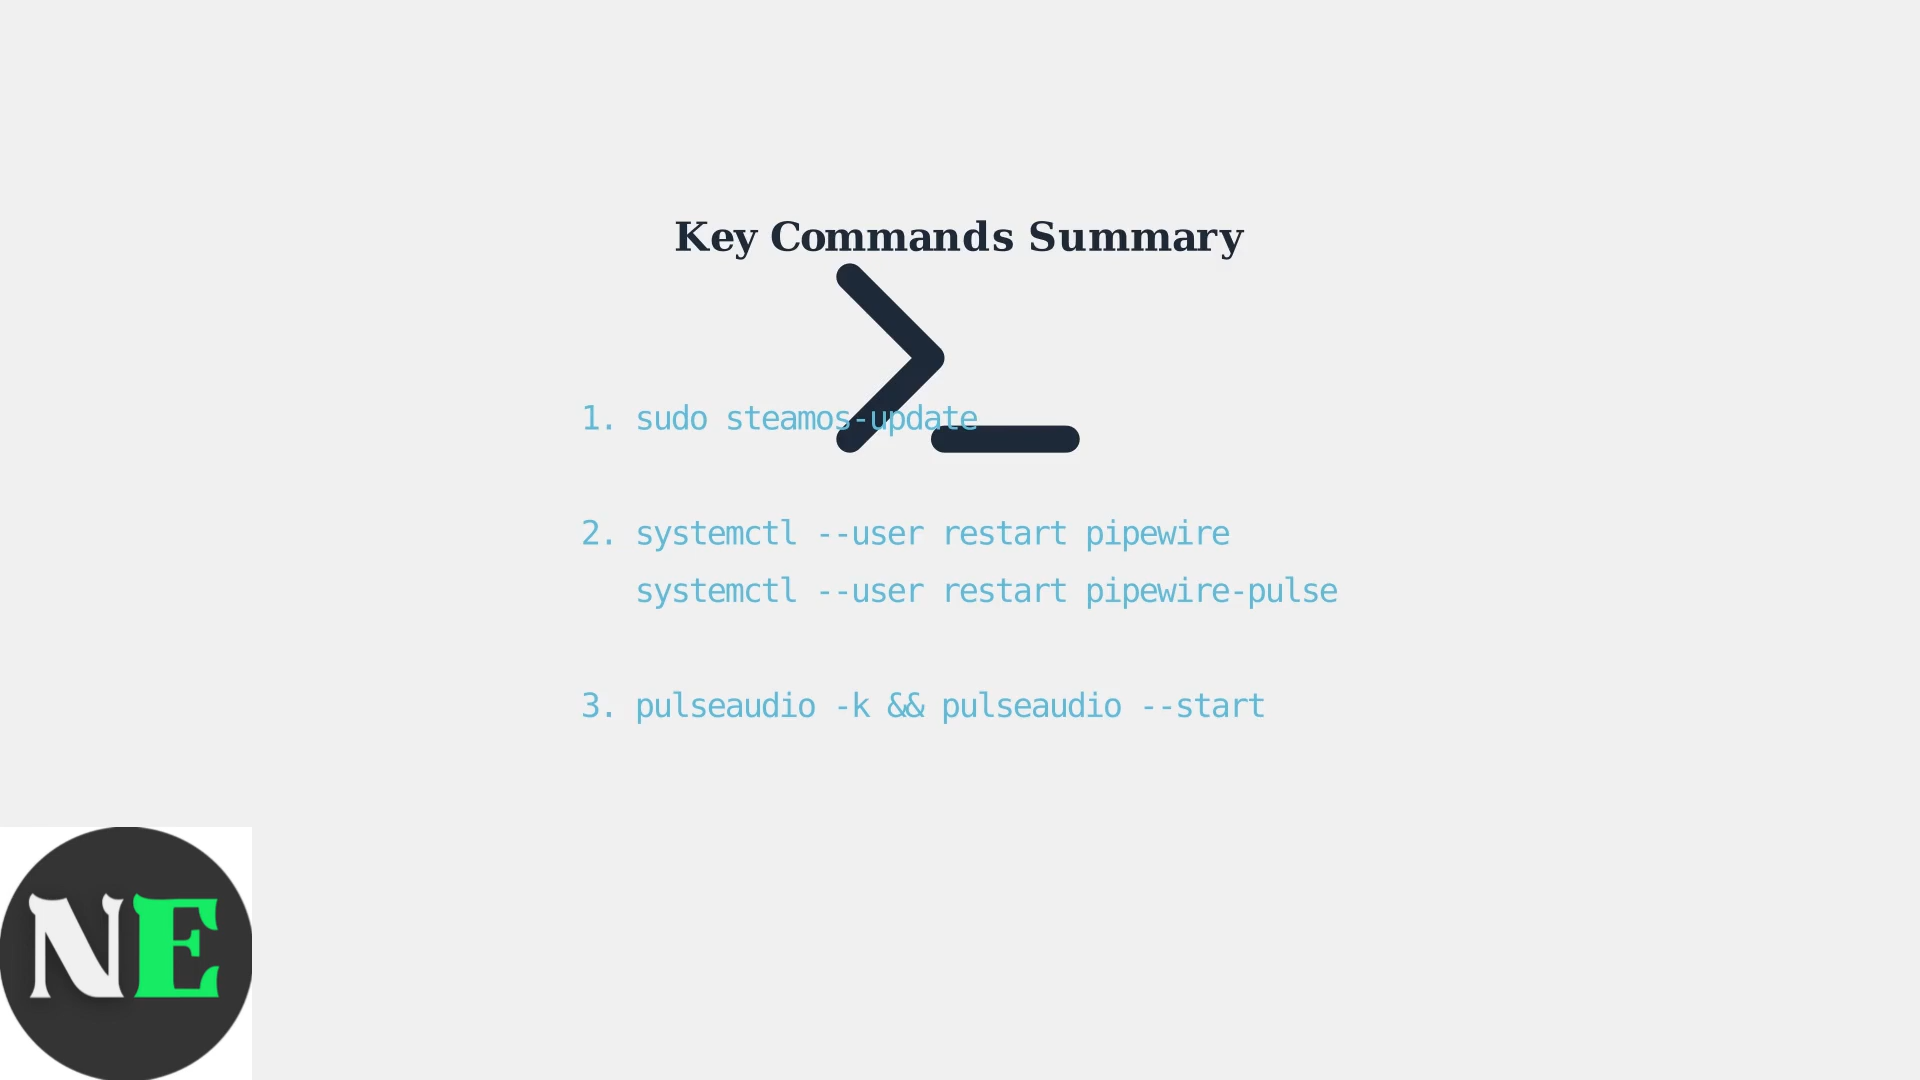 Key Commands Summary
1. sudo steamos-update
2. systemctl --user restart pipewire
systemctl --user restart pipewire-pulse
3. pulseaudio -k && pulseaudio --start
NE